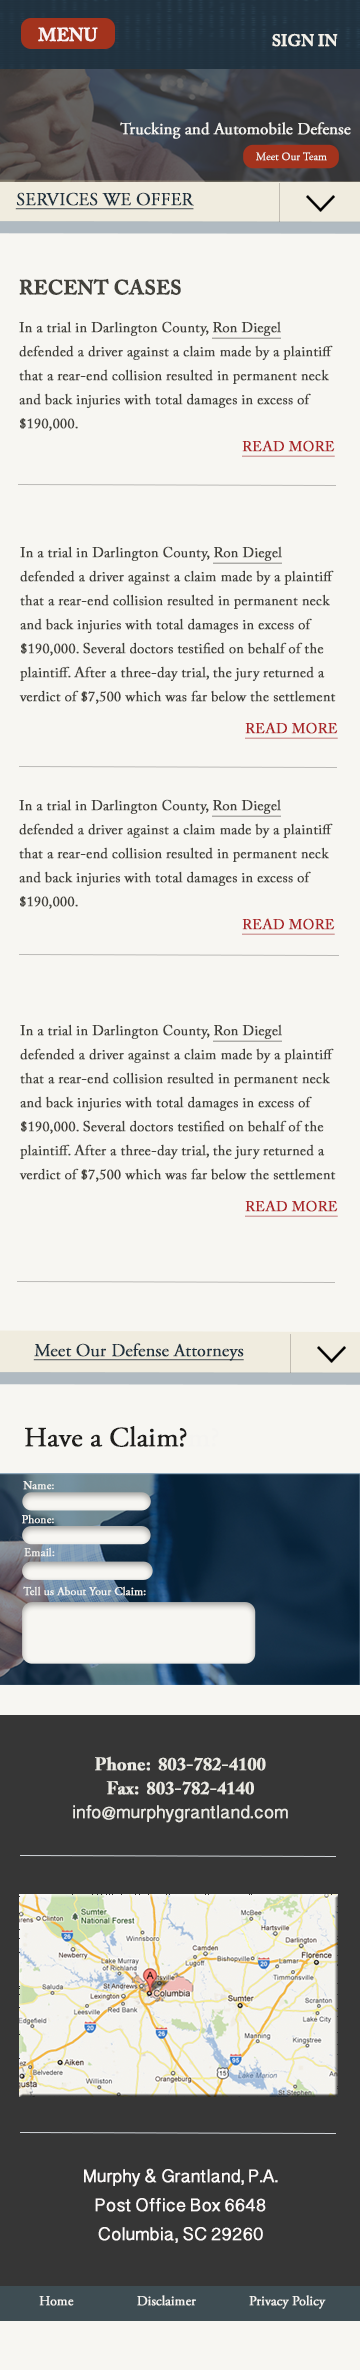 MENU
SIGN IN
Trucking and Automobile Defense
Meet Our Team
SERVICES WE OFFER
RECENT CASES
In a trial in Darlington County, Ron Diegel
defended a driver against a claim made by a plaintiff
that a rear-end collision resulted in permanent neck
and back injuries with total damages in excess of
$190,000.
READ MORE
In a trial in Darlington County, Ron Diegel
defended a driver against a claim made by a plaintiff
that a rear-end collision resulted in permanent neck
and back injuries with total damages in excess of
$190,000. Several doctors testified on behalf of the
plaintiff. After a three-day trial, the jury returned a
verdict of $7,500 which was far below the settlement
READ MORE
In a trial in Darlington County, Ron Diegel
defended a driver against a claim made by a plaintiff
that a rear-end collision resulted in permanent neck
and back injuries with total damages in excess of
$190,000.
READ MORE
In a trial in Darlington County, Ron Diegel
defended a driver against a claim made by a plaintiff
that a rear-end collision resulted in permanent neck
and back injuries with total damages in excess of
$190,000. Several doctors testified on behalf of the
plaintiff. After a three-day trial, the jury returned a
verdict of $7,500 which was far below the settlement
READ MORE
Meet Our Defense Attorneys
Have a Claim?
Name:
Phone:
Email:
Tell us About Your Claim:
Phone: 803-782-4100
Fax: 803-782-4140
info@murphygrantland.com
Sumter
National Forest
McBee
Clinton
Hartsville
Winnsboro
Darlington
Newberry
Camden
Florence
Lake Murray
of Richland
Lugoff
Bishopville
Lamar
Timmonsville
A
Saluda
St Andrews
Columbia
Lexington
Sumter
Scranton
Leesville
Red Bank
Lake City
Edgefield
Manning
Kingstree
Aiken
Belvedere
Orangeburg
Lake Marion
Williston
St Stephen
20
26
95
15
Murphy & Grantland, P.A.
Post Office Box 6648
Columbia, SC 29260
Home
Disclaimer
Privacy Policy